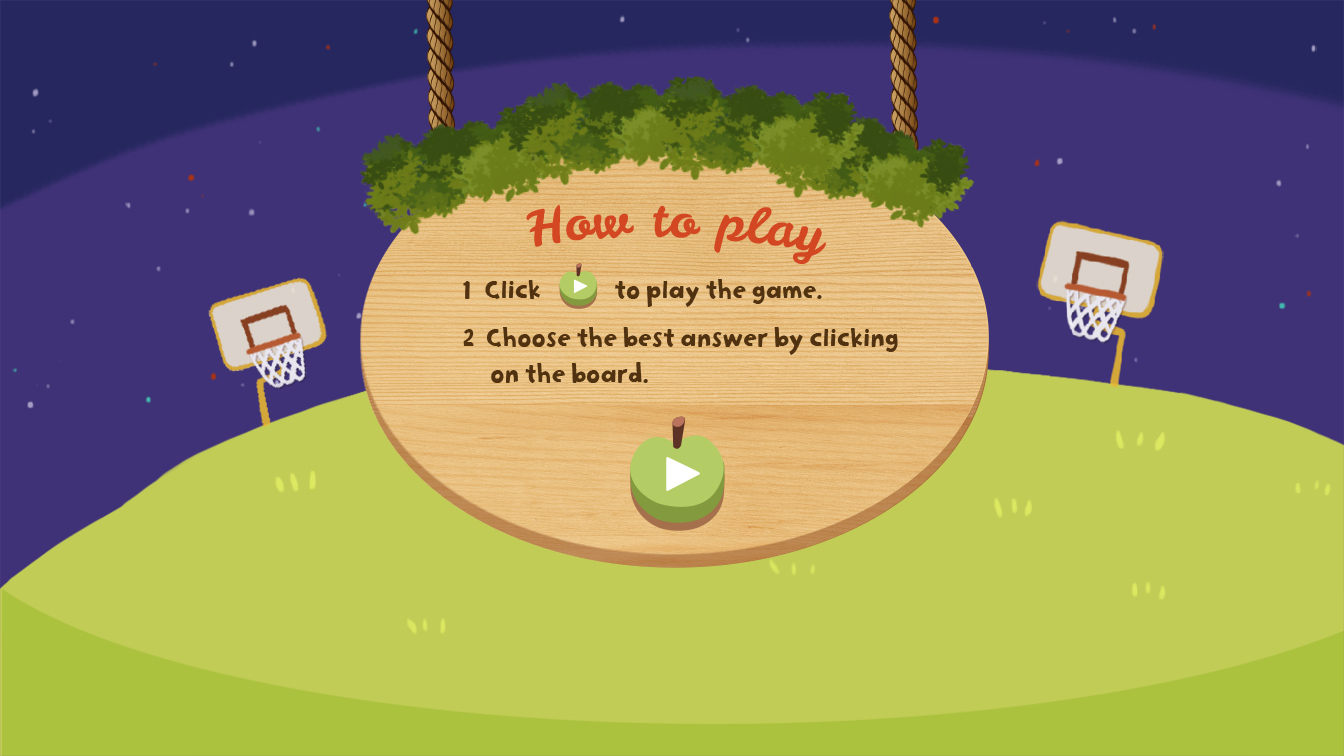 How to play
1 Click to play the game.
2 Choose the best answer by clicking
on the board.